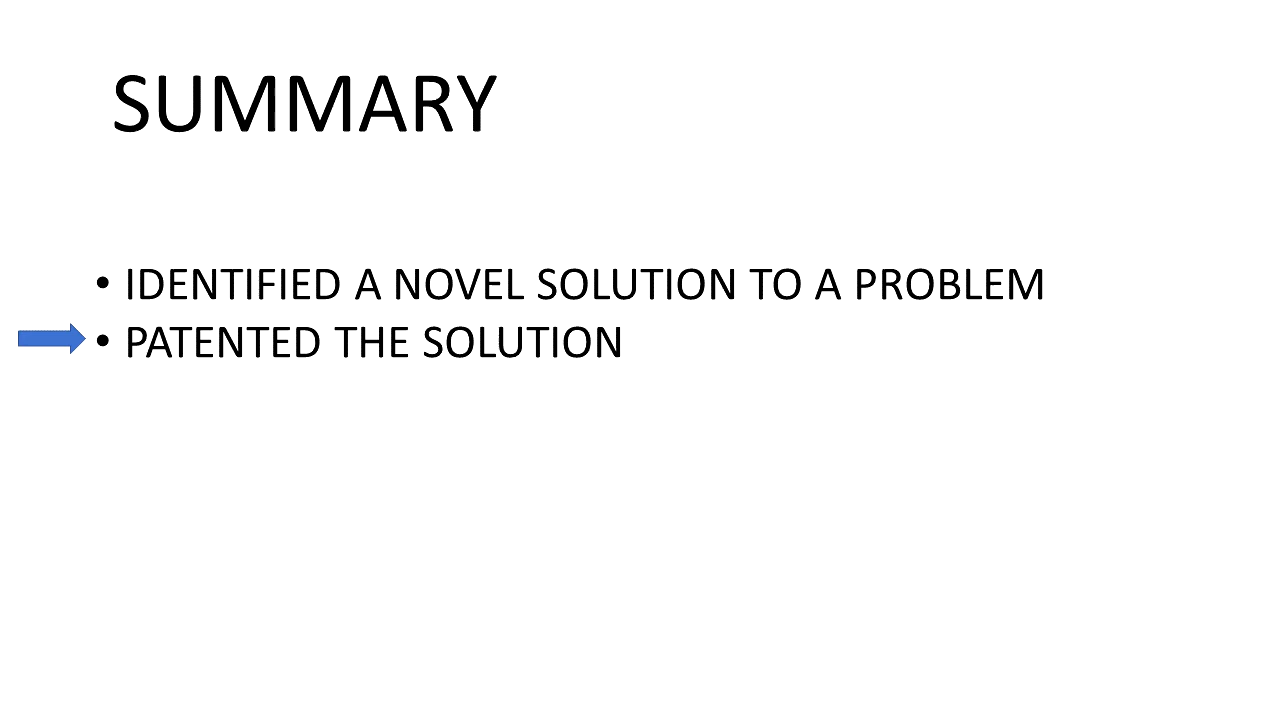 SUMMARY
• IDENTIFIED A NOVEL SOLUTION TO A PROBLEM
• PATENTED THE SOLUTION